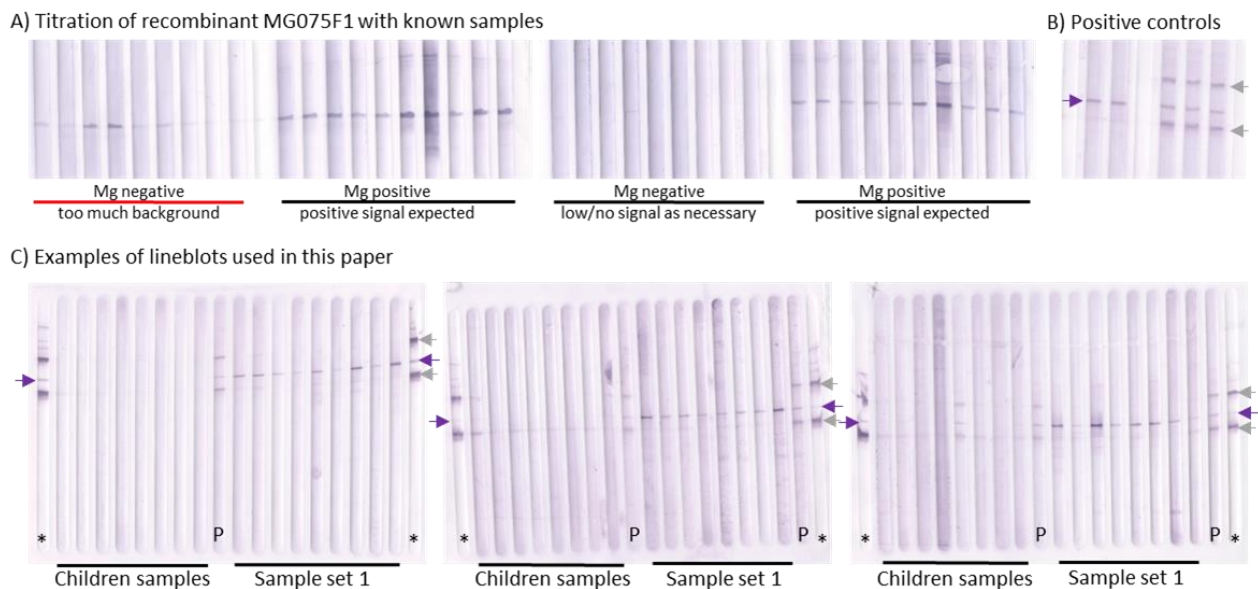 A) Titration of recombinant MG075F1 with known samples
B) Positive controls
Mg negative
too much background
Mg positive
positive signal expected
Mg negative
low/no signal as necessary
Mg positive
positive signal expected
C) Examples of lineblots used in this paper
* P *
* P P *
* P P *
Children samples
Sample set 1
Children samples
Sample set 1
Children samples
Sample set 1